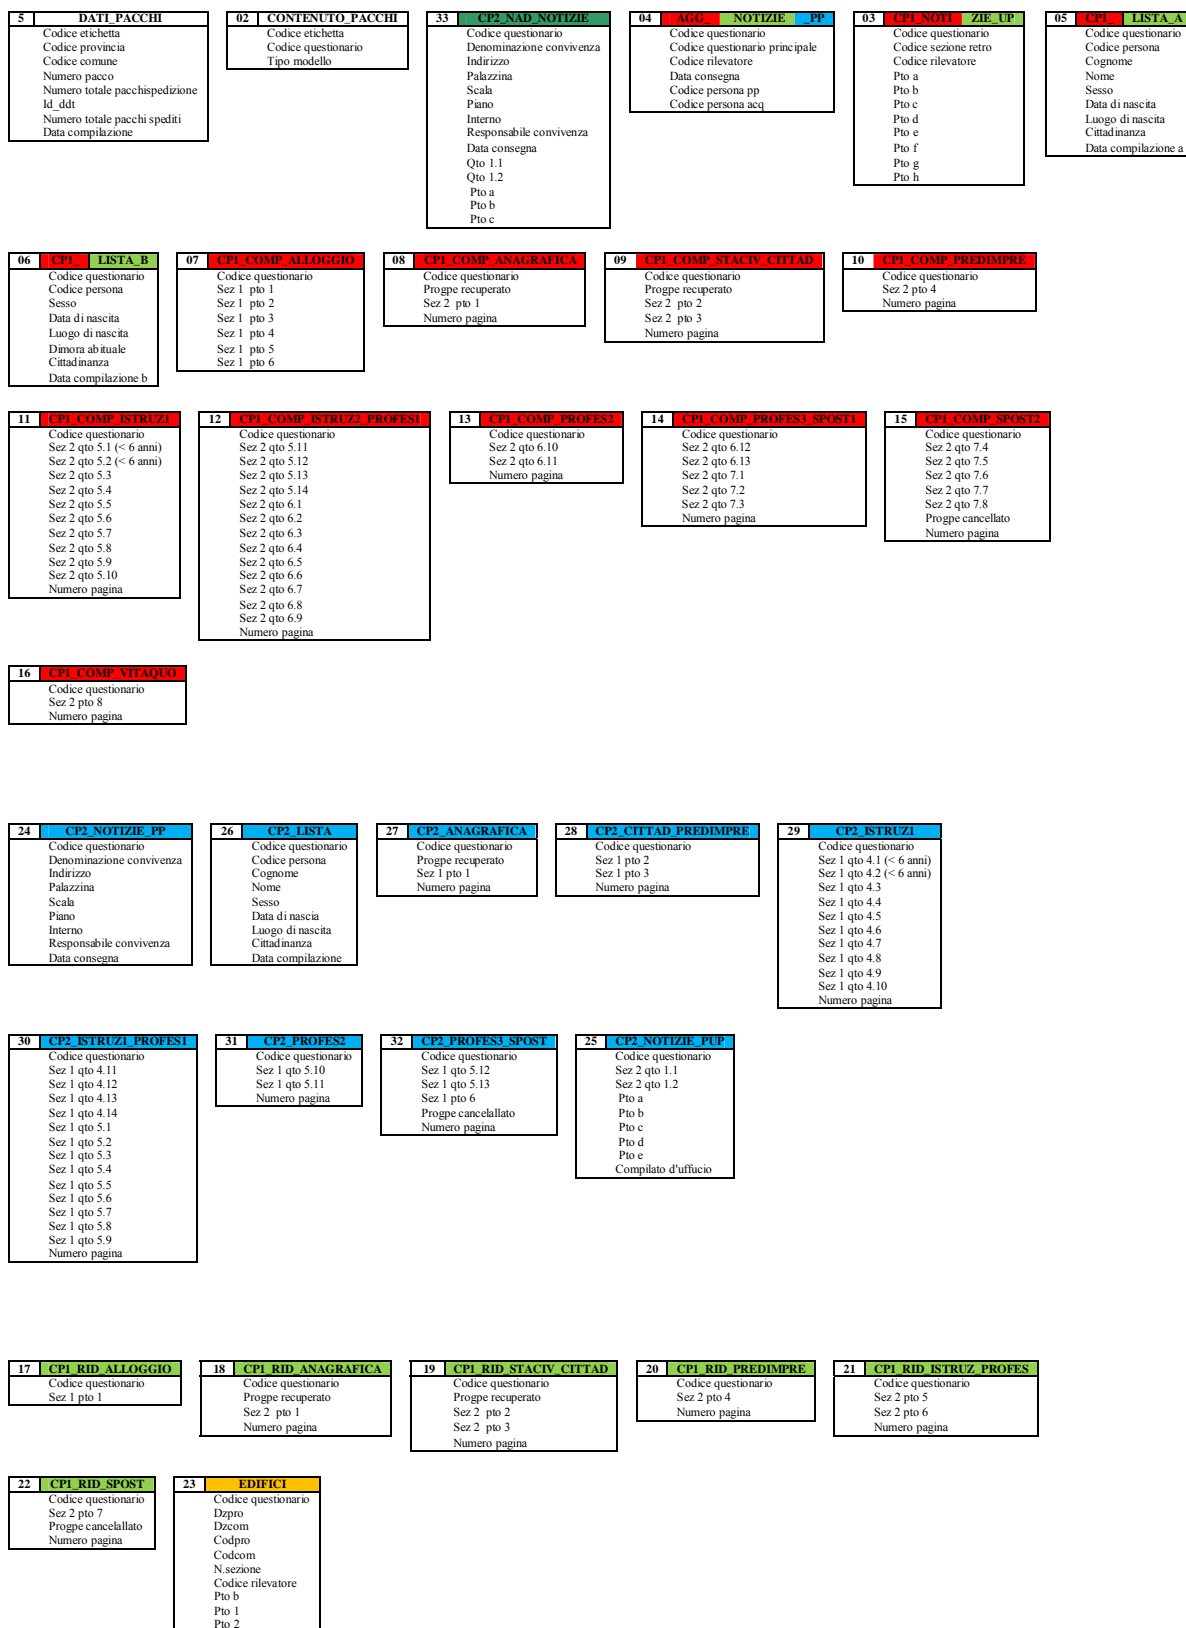 5 DATI_PACCHI
Codice etichetta
Codice provincia
Codice comune
Numero pacco
Numero totale pacchispedizione
Id_ddt
Numero totale pacchi spediti
Data compilazione
02 CONTENUTO_PACCHI
Codice etichetta
Codice questionario
Tipo modello
33 CP2_NAD_NOTIZIE
Codice questionario
Denominazione convivenza
Indirizzo
Palazzina
Scala
Piano
Interno
Responsabile convivenza
Data consegna
Qto 1.1
Qto 1.2
Pto a
Pto b
Pto c
04 AGG_ NOTIZIE _PP
Codice questionario
Codice questionario principale
Codice rilevatore
Data consegna
Codice persona pp
Codice persona acq
03 CP1_NOTI ZIE_UP
Codice questionario
Codice sezione retro
Codice rilevatore
Pto a
Pto b
Pto c
Pto d
Pto e
Pto f
Pto g
Pto h
05 CP1_ LISTA_A
Codice questionario
Codice persona
Cognome
Nome
Sesso
Data di nascita
Luogo di nascita
Cittadinanza
Data compilazione a
06 CP1_ LISTA_B
Codice questionario
Codice persona
Sesso
Data di nascita
Luogo di nascita
Dimora abituale
Cittadinanza
Data compilazione b
07 CP1_COMP_ALLOGGIO
Codice questionario
Sez 1 pto 1
Sez 1 pto 2
Sez 1 pto 3
Sez 1 pto 4
Sez 1 pto 5
Sez 1 pto 6
08 CP1_COMP_ANAGRAFICA
Codice questionario
Progpe recuperato
Sez 2 pto 1
Numero pagina
09 CP1_COMP_STACIV_CITTAD
Codice questionario
Progpe recuperato
Sez 2 pto 2
Sez 2 pto 3
Numero pagina
10 CP1_COMP_PREDIMPRE
Codice questionario
Sez 2 pto 4
Numero pagina
11 CP1_COMP_ISTRUZ1
Codice questionario
Sez 2 qto 5.1 (< 6 anni)
Sez 2 qto 5.2 (< 6 anni)
Sez 2 qto 5.3
Sez 2 qto 5.4
Sez 2 qto 5.5
Sez 2 qto 5.6
Sez 2 qto 5.7
Sez 2 qto 5.8
Sez 2 qto 5.9
Sez 2 qto 5.10
Numero pagina
12 CP1_COMP_ISTRUZ2_PROFES1
Codice questionario
Sez 2 qto 5.11
Sez 2 qto 5.12
Sez 2 qto 5.13
Sez 2 qto 5.14
Sez 2 qto 6.1
Sez 2 qto 6.2
Sez 2 qto 6.3
Sez 2 qto 6.4
Sez 2 qto 6.5
Sez 2 qto 6.6
Sez 2 qto 6.7
Sez 2 qto 6.8
Sez 2 qto 6.9
Numero pagina
13 CP1_COMP_PROFES2
Codice questionario
Sez 2 qto 6.10
Sez 2 qto 6.11
Numero pagina
14 CP1_COMP_PROFES3_SPOST1
Codice questionario
Sez 2 qto 6.12
Sez 2 qto 6.13
Sez 2 qto 7.1
Sez 2 qto 7.2
Sez 2 qto 7.3
Numero pagina
15 CP1_COMP_SPOST2
Codice questionario
Sez 2 qto 7.4
Sez 2 qto 7.5
Sez 2 qto 7.6
Sez 2 qto 7.7
Sez 2 qto 7.8
Progpe cancellato
Numero pagina
16 CP1_COMP_VITAQUO
Codice questionario
Sez 2 pto 8
Numero pagina
24 CP2_NOTIZIE_PP
Codice questionario
Denominazione convivenza
Indirizzo
Palazzina
Scala
Piano
Interno
Responsabile convivenza
Data consegna
26 CP2_LISTA
Codice questionario
Codice persona
Cognome
Nome
Sesso
Data di nascia
Luogo di nascita
Cittadinanza
Data compilazione
27 CP2_ANAGRAFICA
Codice questionario
Progpe recuperato
Sez 1 pto 1
Numero pagina
28 CP2_CITTAD_PREDIMPRE
Codice questionario
Sez 1 pto 2
Sez 1 pto 3
Numero pagina
29 CP2_ISTRUZ1
Codice questionario
Sez 1 qto 4.1 (< 6 anni)
Sez 1 qto 4.2 (< 6 anni)
Sez 1 qto 4.3
Sez 1 qto 4.4
Sez 1 qto 4.5
Sez 1 qto 4.6
Sez 1 qto 4.7
Sez 1 qto 4.8
Sez 1 qto 4.9
Sez 1 qto 4.10
Numero pagina
30 CP2_ISTRUZ1_PROFES1
Codice questionario
Sez 1 qto 4.11
Sez 1 qto 4.12
Sez 1 qto 4.13
Sez 1 qto 4.14
Sez 1 qto 5.1
Sez 1 qto 5.2
Sez 1 qto 5.3
Sez 1 qto 5.4
Sez 1 qto 5.5
Sez 1 qto 5.6
Sez 1 qto 5.7
Sez 1 qto 5.8
Sez 1 qto 5.9
Numero pagina
31 CP2_PROFES2
Codice questionario
Sez 1 qto 5.10
Sez 1 qto 5.11
Numero pagina
32 CP2_PROFES3_SPOST
Codice questionario
Sez 1 qto 5.12
Sez 1 qto 5.13
Sez 1 pto 6
Progpe cancelallato
Numero pagina
25 CP2_NOTIZIE_PUP
Codice questionario
Sez 2 qto 1.1
Sez 2 qto 1.2
Pto a
Pto b
Pto c
Pto d
Pto e
Compilato d'uffucio
17 CP1_RID_ALLOGGIO
Codice questionario
Sez 1 pto 1
18 CP1_RID_ANAGRAFICA
Codice questionario
Progpe recuperato
Sez 2 pto 1
Numero pagina
19 CP1_RID_STACIV_CITTAD
Codice questionario
Progpe recuperato
Sez 2 pto 2
Sez 2 pto 3
Numero pagina
20 CP1_RID_PREDIMPRE
Codice questionario
Sez 2 pto 4
Numero pagina
21 CP1_RID_ISTRUZ_PROFES
Codice questionario
Sez 2 pto 5
Sez 2 pto 6
Numero pagina
22 CP1_RID_SPOST
Codice questionario
Sez 2 pto 7
Progpe cancelallato
Numero pagina
23 EDIFICI
Codice questionario
Dzpro
Dzcom
Codpro
Codcom
N.sezione
Codice rilevatore
Pto b
Pto 1
Pto 2